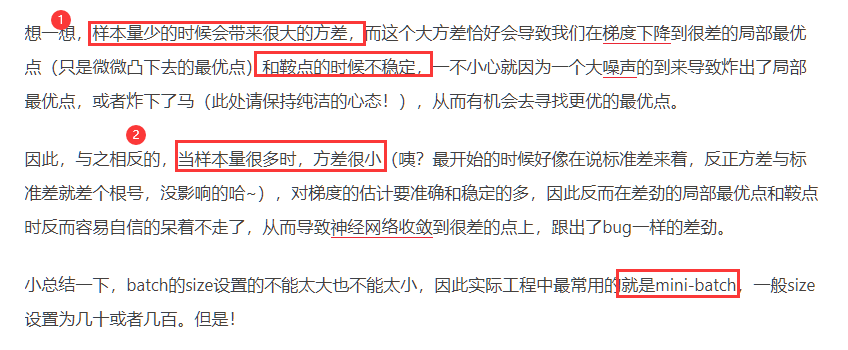 1
想一想，样本量少的时候会带来很大的方差，而这个大方差恰好会导致我们在梯度下降到很差的局部最优
点（只是微微凸下去的最优点）和鞍点的时候不稳定，一不小心就因为一个大噪声的到来导致炸出了局部
最优点，或者炸下了马（此处请保持纯洁的心态！），从而有机会去寻找更优的最优点。
2
因此，与之相反的，当样本量很多时，方差很小（咦？最开始的时候好像在说标准差来着，反正方差与标
准差就差个根号，没影响的哈~），对梯度的估计要准确和稳定的多，因此反而在差劲的局部最优点和鞍点
时反而容易自信的呆着不走了，从而导致神经网络收敛到很差的点上，跟出了bug一样的差劲。
小总结一下，batch的size设置的不能太大也不能太小，因此实际工程中最常用的就是mini-batch，一般size
设置为几十或者几百。但是！